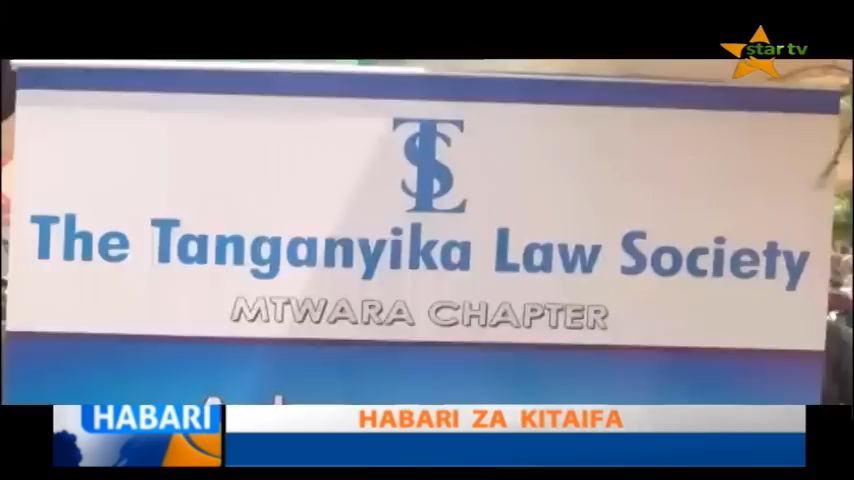 star tv
TLS
The Tanganyika Law Society
MTWARA CHAPTER
HABARI
HABARI ZA KITAIFA